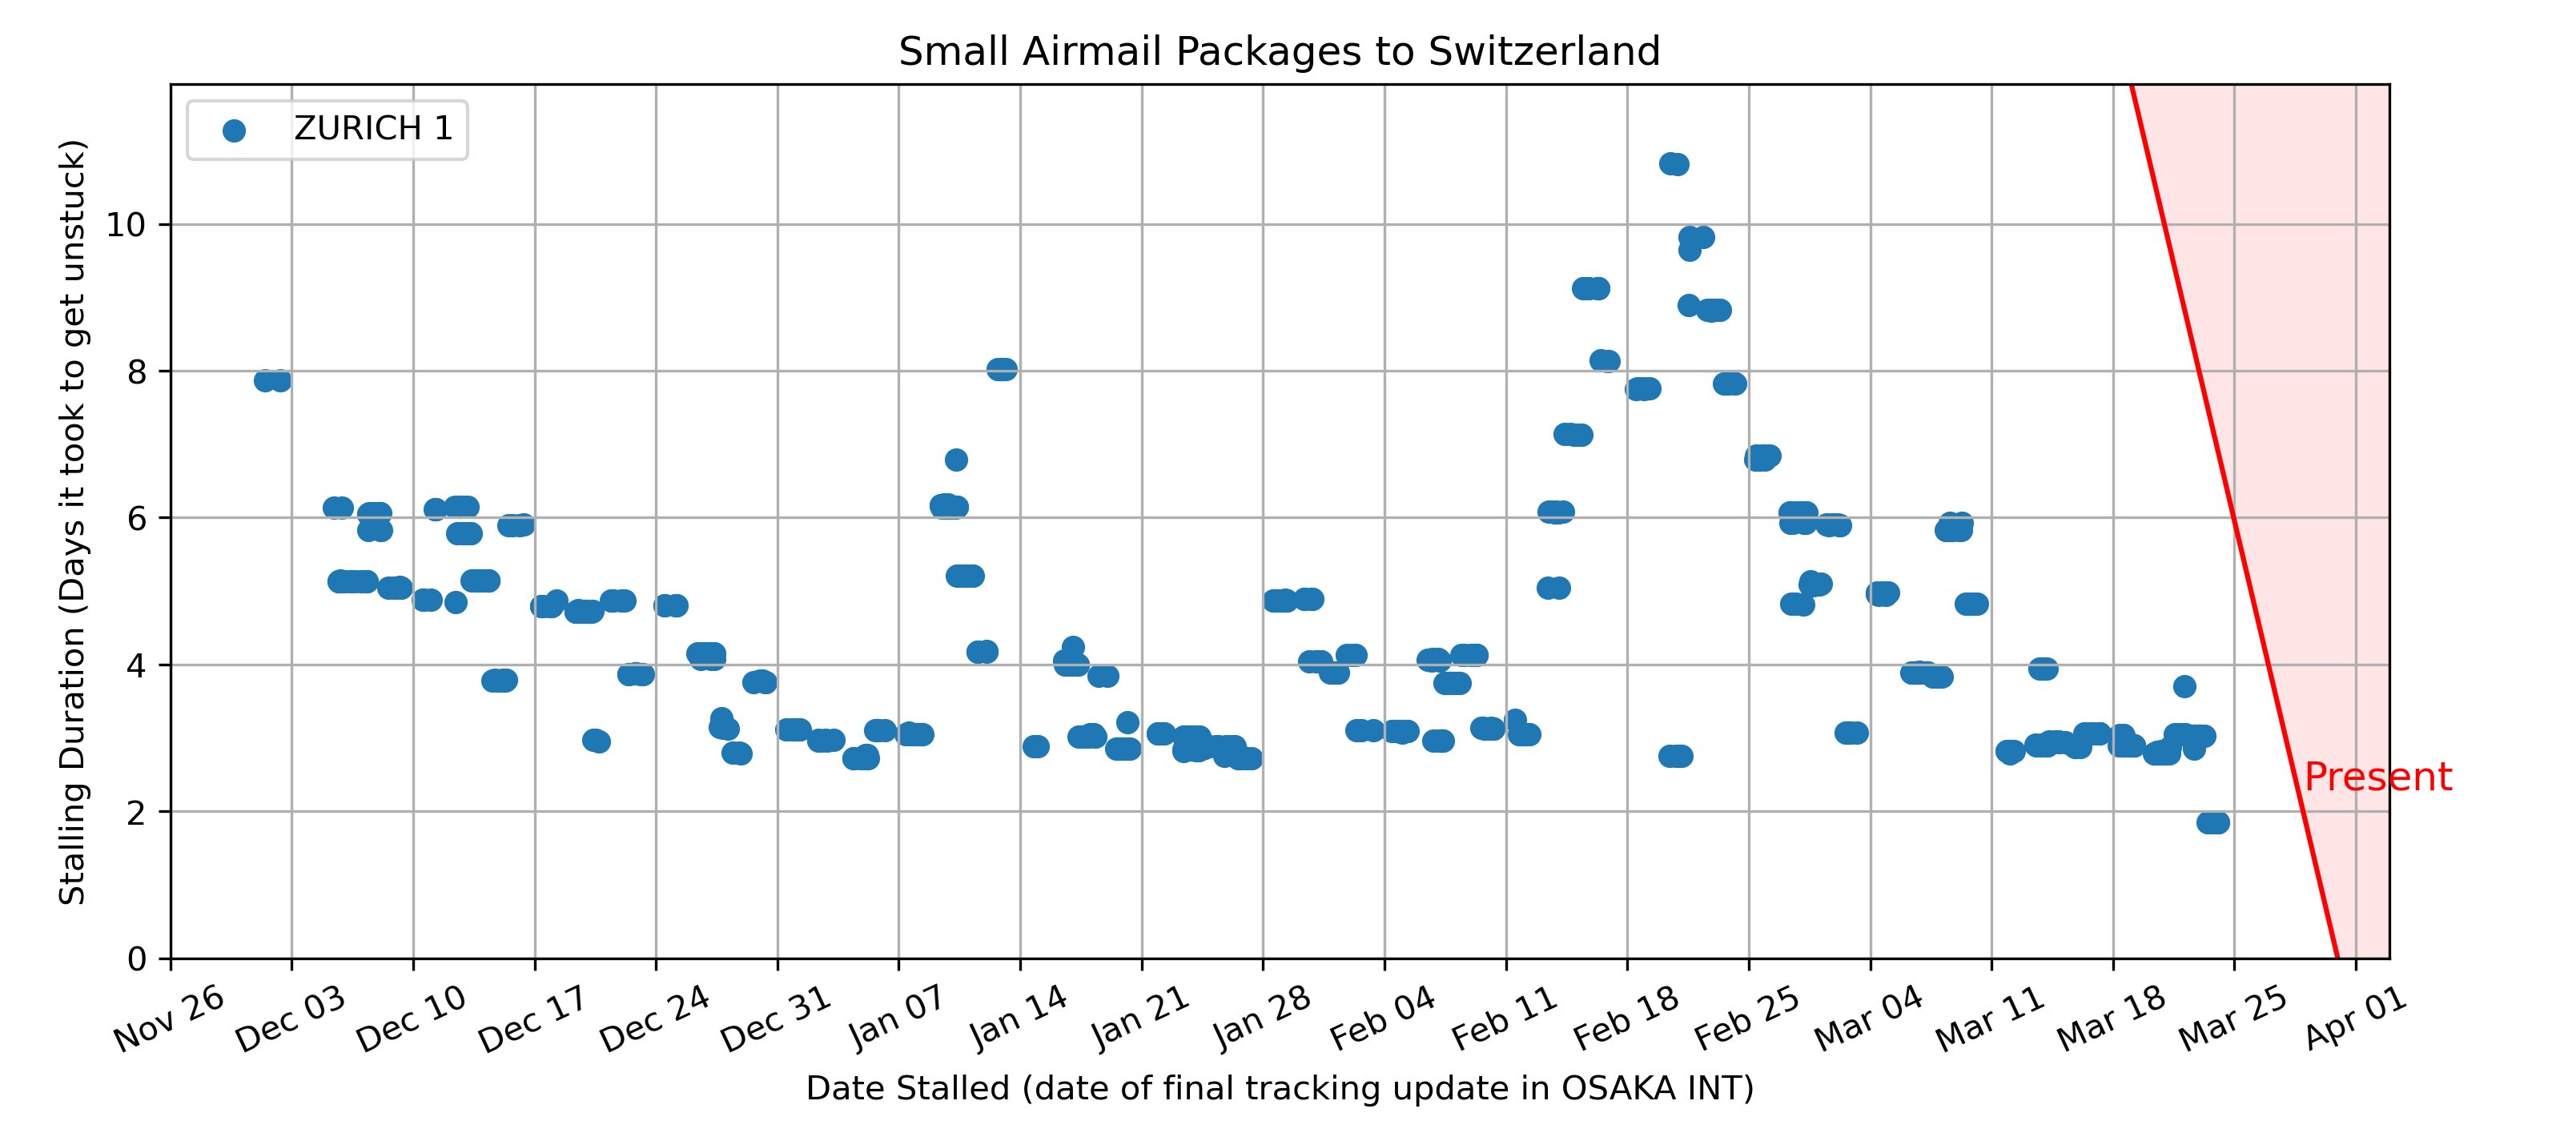 Small Airmail Packages to Switzerland
ZURICH 1
Stalling Duration (Days it took to get unstuck)
10
8
6
4
2
0
Present
Nov 26
Dec 03
Dec 10
Dec 17
Dec 24
Dec 31
Jan 07
Jan 14
Jan 21
Jan 28
Feb 04
Feb 11
Feb 18
Feb 25
Mar 04
Mar 11
Mar 18
Mar 25
Apr 01
Date Stalled (date of final tracking update in OSAKA INT)